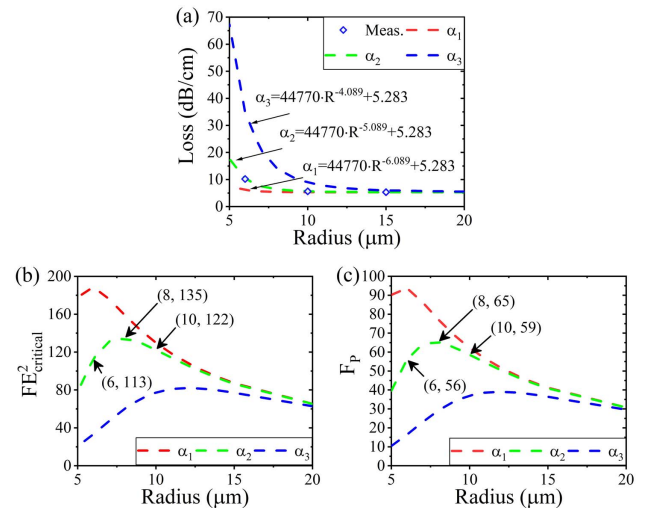 (a)
70
60
50
40
30
20
10
0
Loss (dB/cm)
Meas. α₁
α₂ α₃
α₃=44770·R⁻⁴·⁰⁸⁹+5.283
α₂=44770·R⁻⁵·⁰⁸⁹+5.283
α₁=44770·R⁻⁶·⁰⁸⁹+5.283
5 10 15 20
Radius (μm)
(b)
200
160
120
80
40
0
FE²critical
(8, 135)
(10, 122)
(6, 113)
α₁ α₂ α₃
5 10 15 20
Radius (μm)
(c)
100
90
80
70
60
50
40
30
20
10
0
Fₚ
(8, 65)
(10, 59)
(6, 56)
α₁ α₂ α₃
5 10 15 20
Radius (μm)